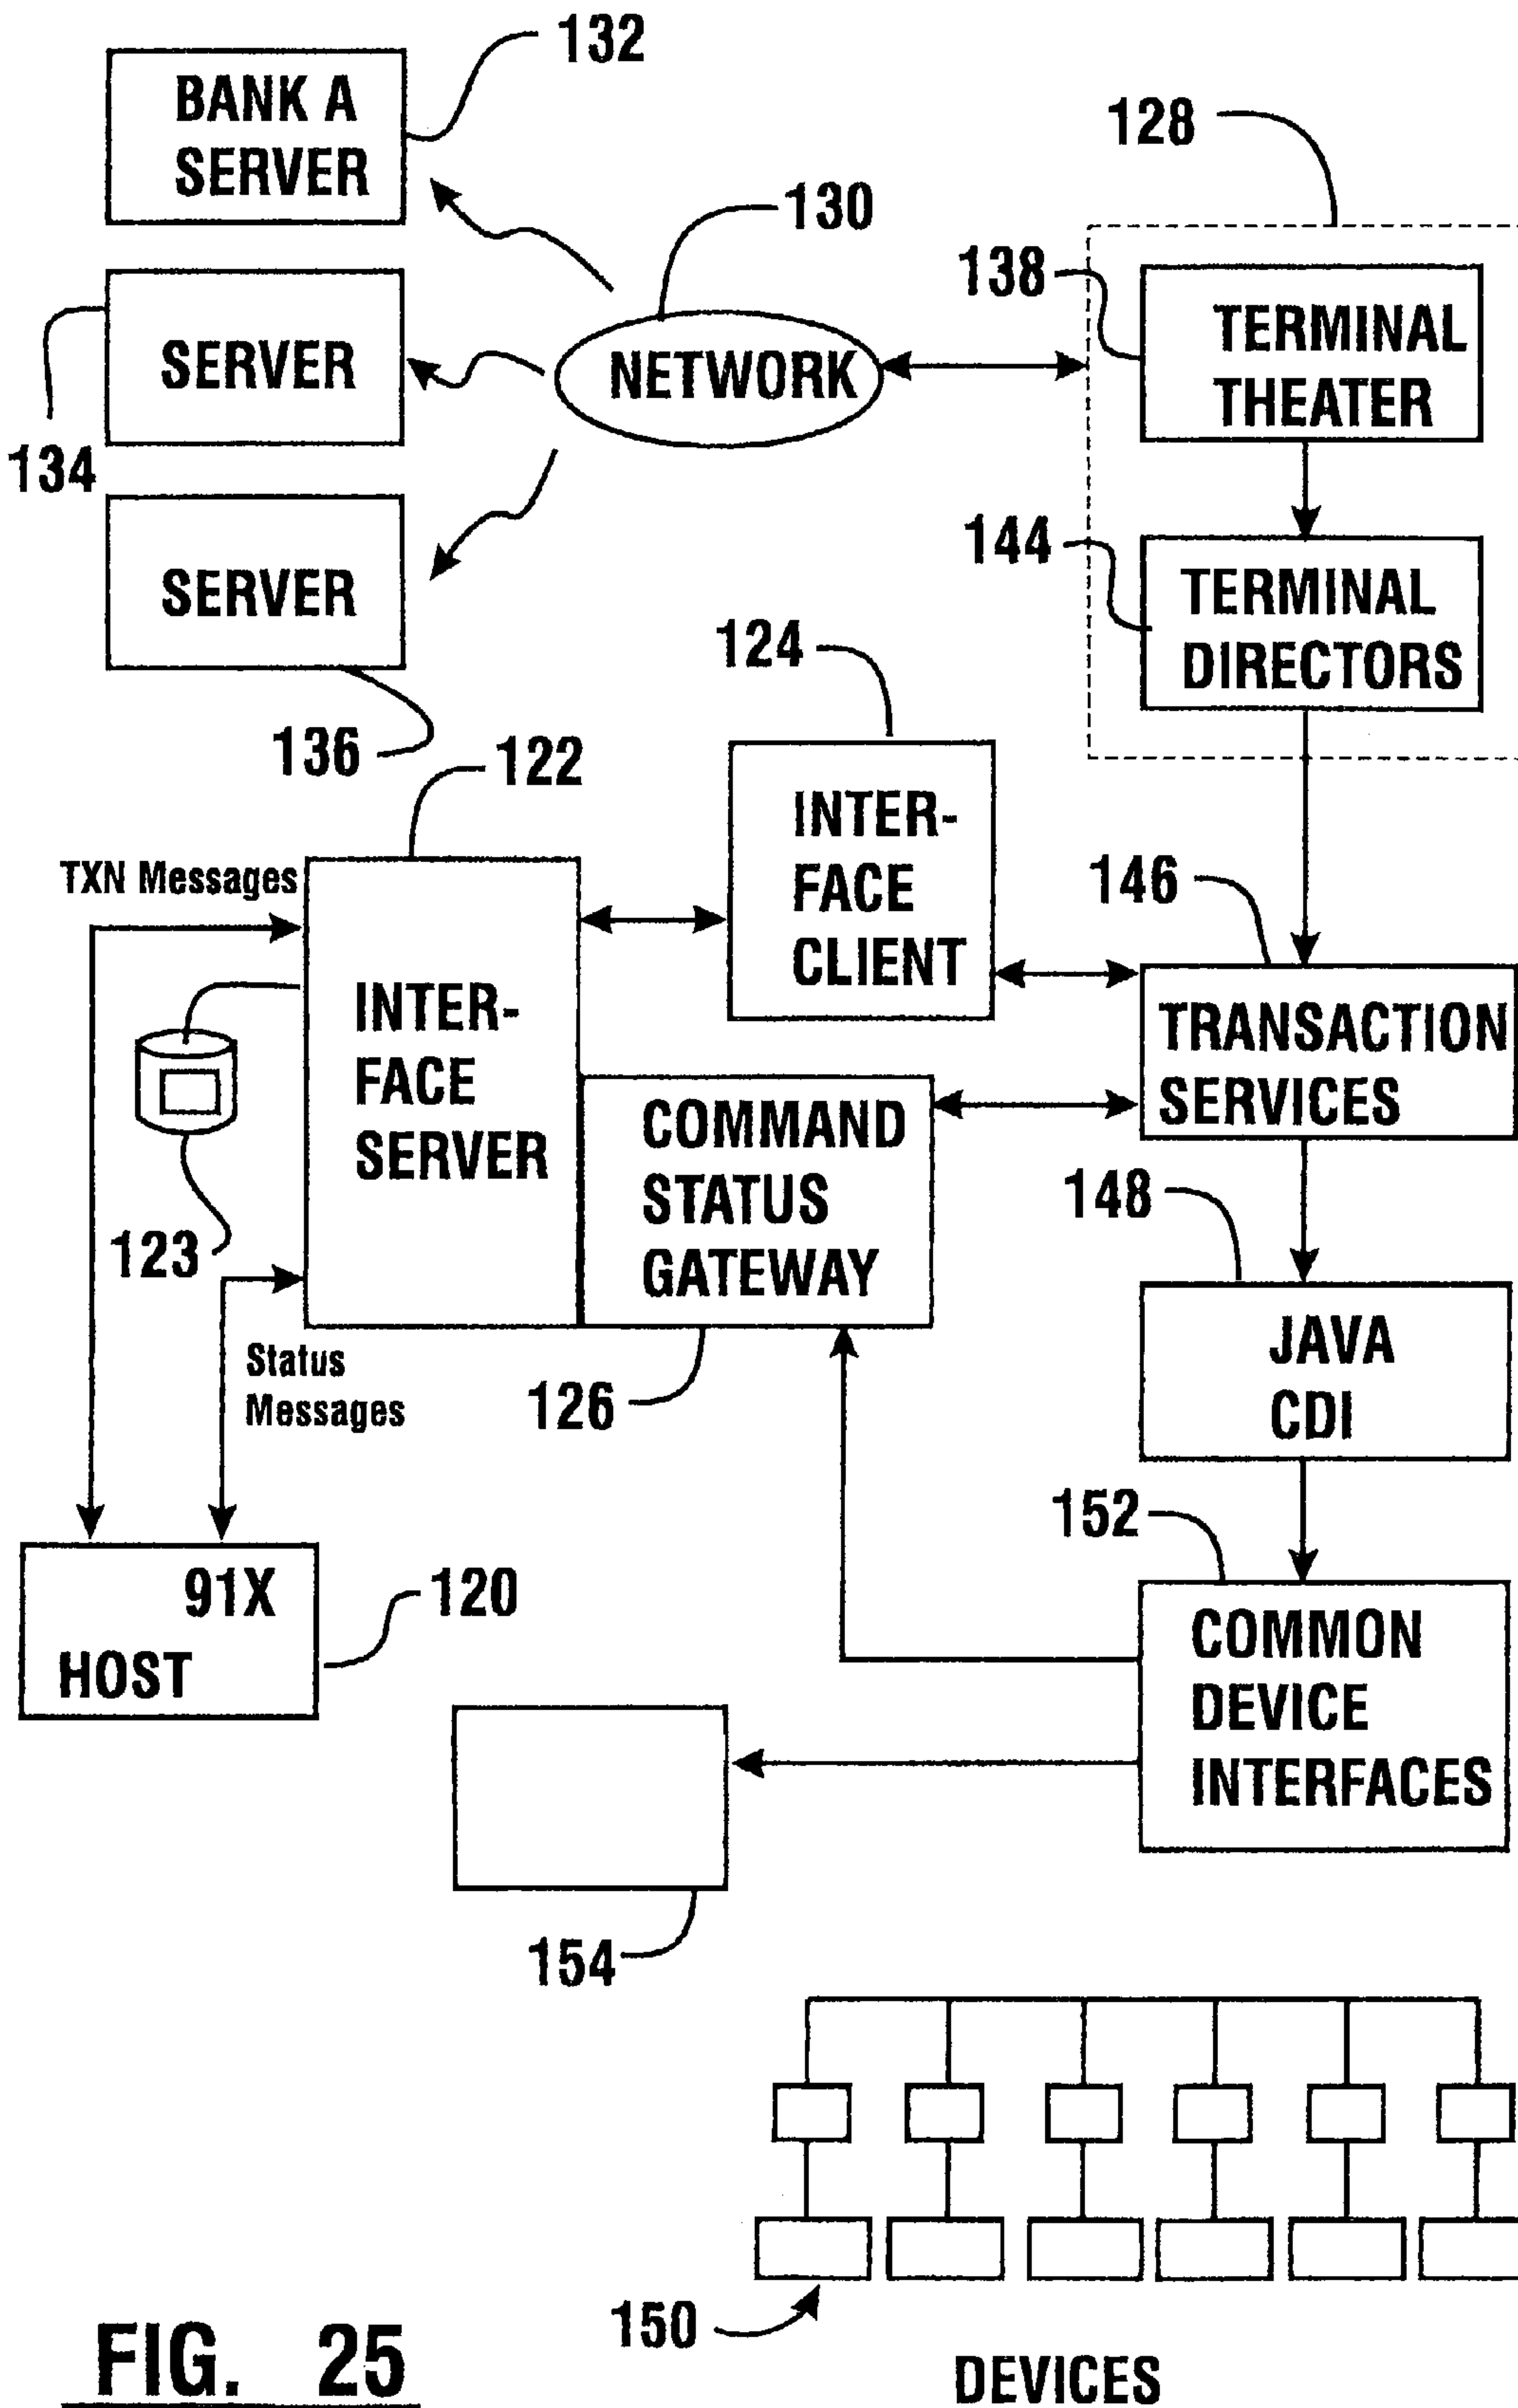 132
BANK A
SERVER
128
130
138
TERMINAL
THEATER
SERVER
NETWORK
134
144
TERMINAL
DIRECTORS
SERVER
124
136
122
INTER-
FACE
CLIENT
146
TXN Messages
INTER-
FACE
SERVER
TRANSACTION
SERVICES
COMMAND
STATUS
GATEWAY
148
123
Status
Messages
126
JAVA
CDI
152
91X
HOST
120
COMMON
DEVICE
INTERFACES
154
150
FIG. 25
DEVICES